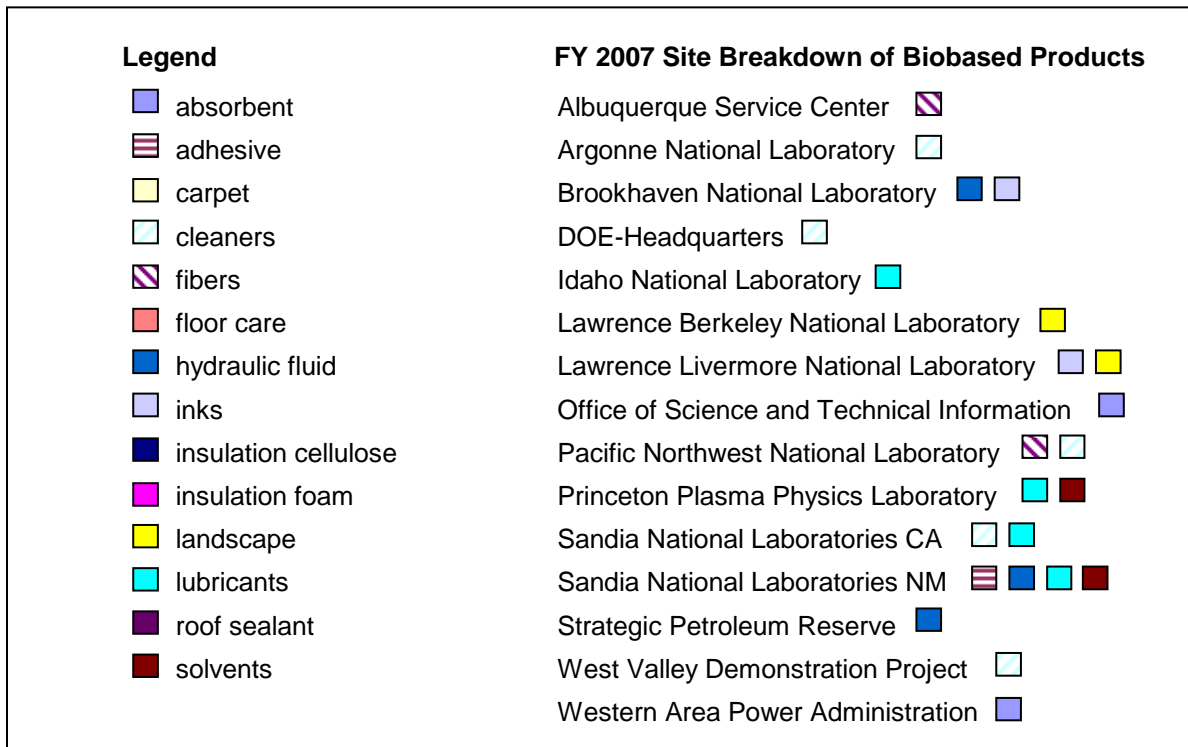 Legend
absorbent
adhesive
carpet
cleaners
fibers
floor care
hydraulic fluid
inks
insulation cellulose
insulation foam
landscape
lubricants
roof sealant
solvents
FY 2007 Site Breakdown of Biobased Products
Albuquerque Service Center
Argonne National Laboratory
Brookhaven National Laboratory
DOE-Headquarters
Idaho National Laboratory
Lawrence Berkeley National Laboratory
Lawrence Livermore National Laboratory
Office of Science and Technical Information
Pacific Northwest National Laboratory
Princeton Plasma Physics Laboratory
Sandia National Laboratories CA
Sandia National Laboratories NM
Strategic Petroleum Reserve
West Valley Demonstration Project
Western Area Power Administration